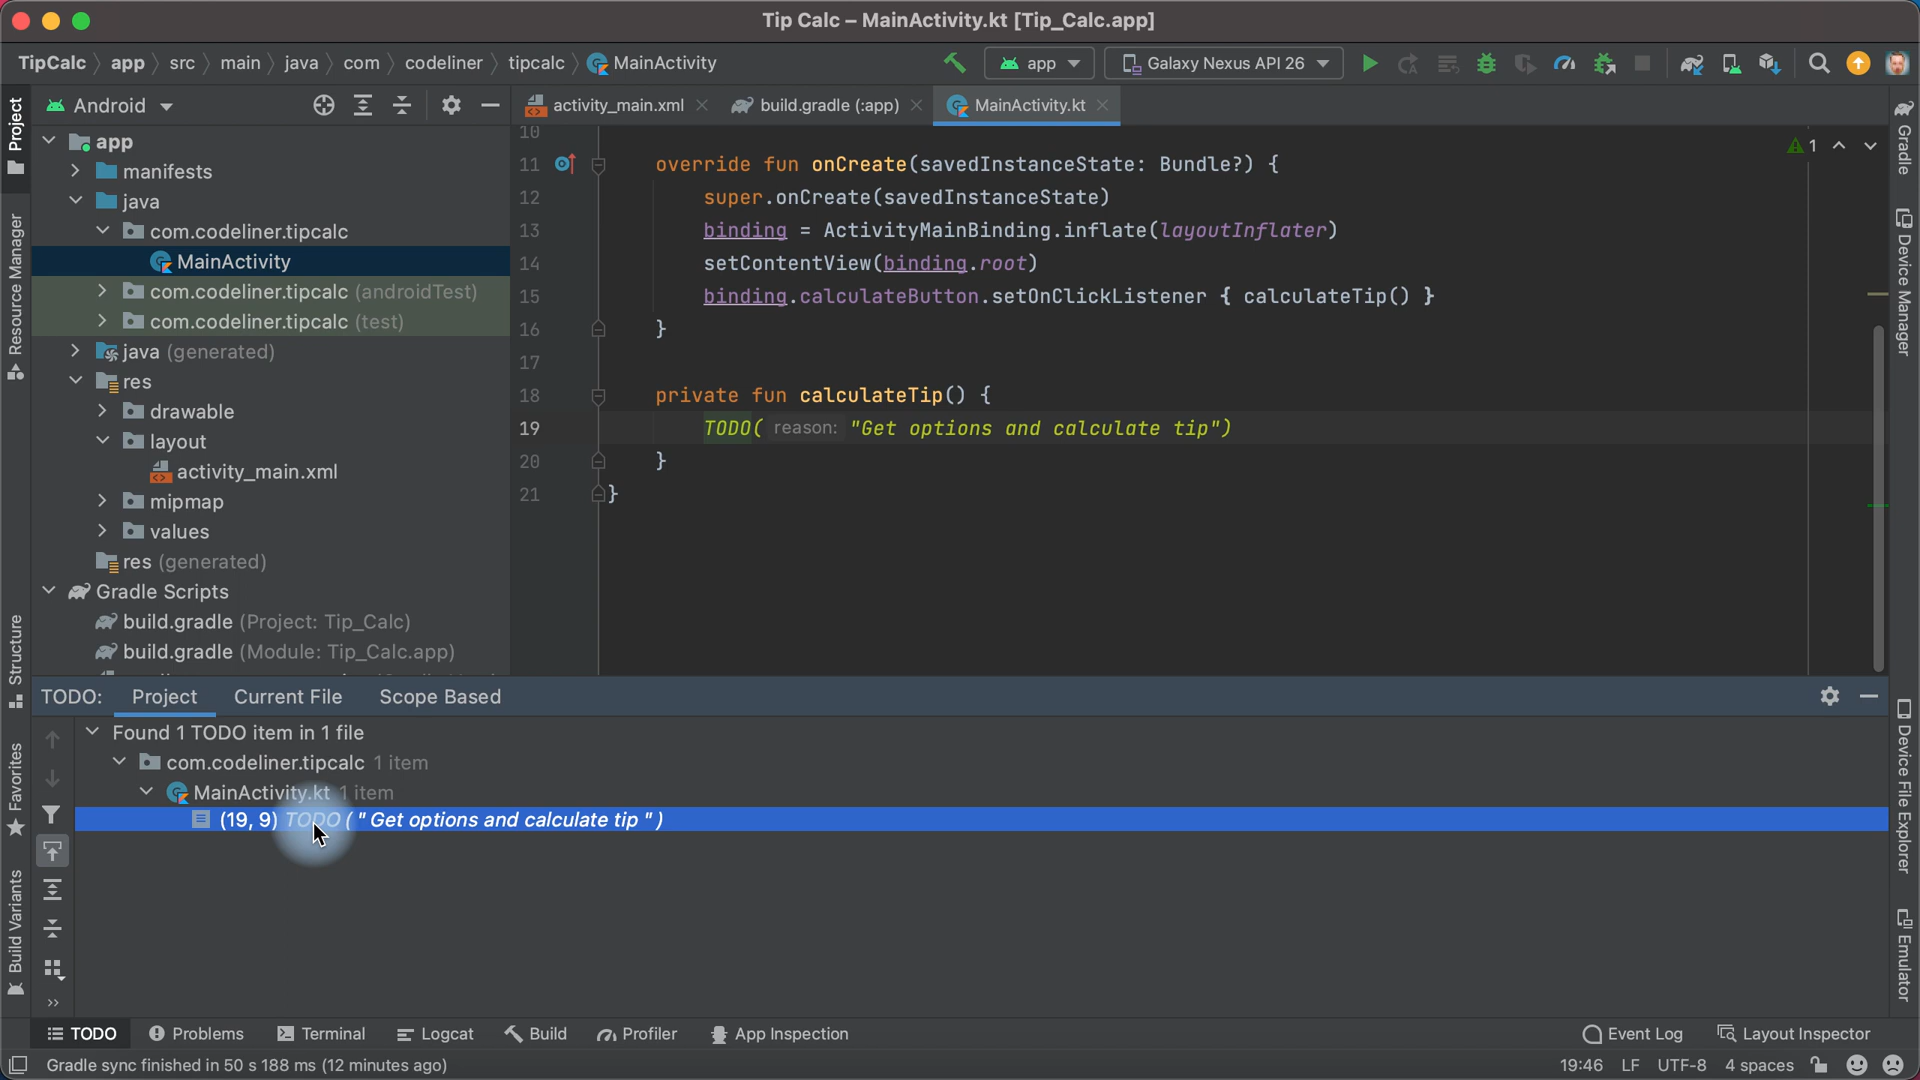 Tip Calc – MainActivity.kt [Tip_Calc.app]
TipCalc app src main java com codeliner tipcalc MainActivity app Galaxy Nexus API 26
Project
Resource Manager
Structure
Favorites
Build Variants
Android
app
manifests
java
com.codeliner.tipcalc
MainActivity
com.codeliner.tipcalc (androidTest)
com.codeliner.tipcalc (test)
java (generated)
res
drawable
layout
activity_main.xml
mipmap
values
res (generated)
Gradle Scripts
build.gradle (Project: Tip_Calc)
build.gradle (Module: Tip_Calc.app)
activity_main.xml build.gradle (:app) MainActivity.kt
1
10
11 override fun onCreate(savedInstanceState: Bundle?) {
12 super.onCreate(savedInstanceState)
13 binding = ActivityMainBinding.inflate(layoutInflater)
14 setContentView(binding.root)
15 binding.calculateButton.setOnClickListener { calculateTip() }
16 }
17
18 private fun calculateTip() {
19 TODO( reason: "Get options and calculate tip")
20 }
21 }
Gradle
Device Manager
Device File Explorer
Emulator
TODO: Project Current File Scope Based
Found 1 TODO item in 1 file
com.codeliner.tipcalc 1 item
MainActivity.kt 1 item
(19, 9) TODO ( " Get options and calculate tip " )
TODO Problems Terminal Logcat Build Profiler App Inspection Event Log Layout Inspector
Gradle sync finished in 50 s 188 ms (12 minutes ago) 19:46 LF UTF-8 4 spaces